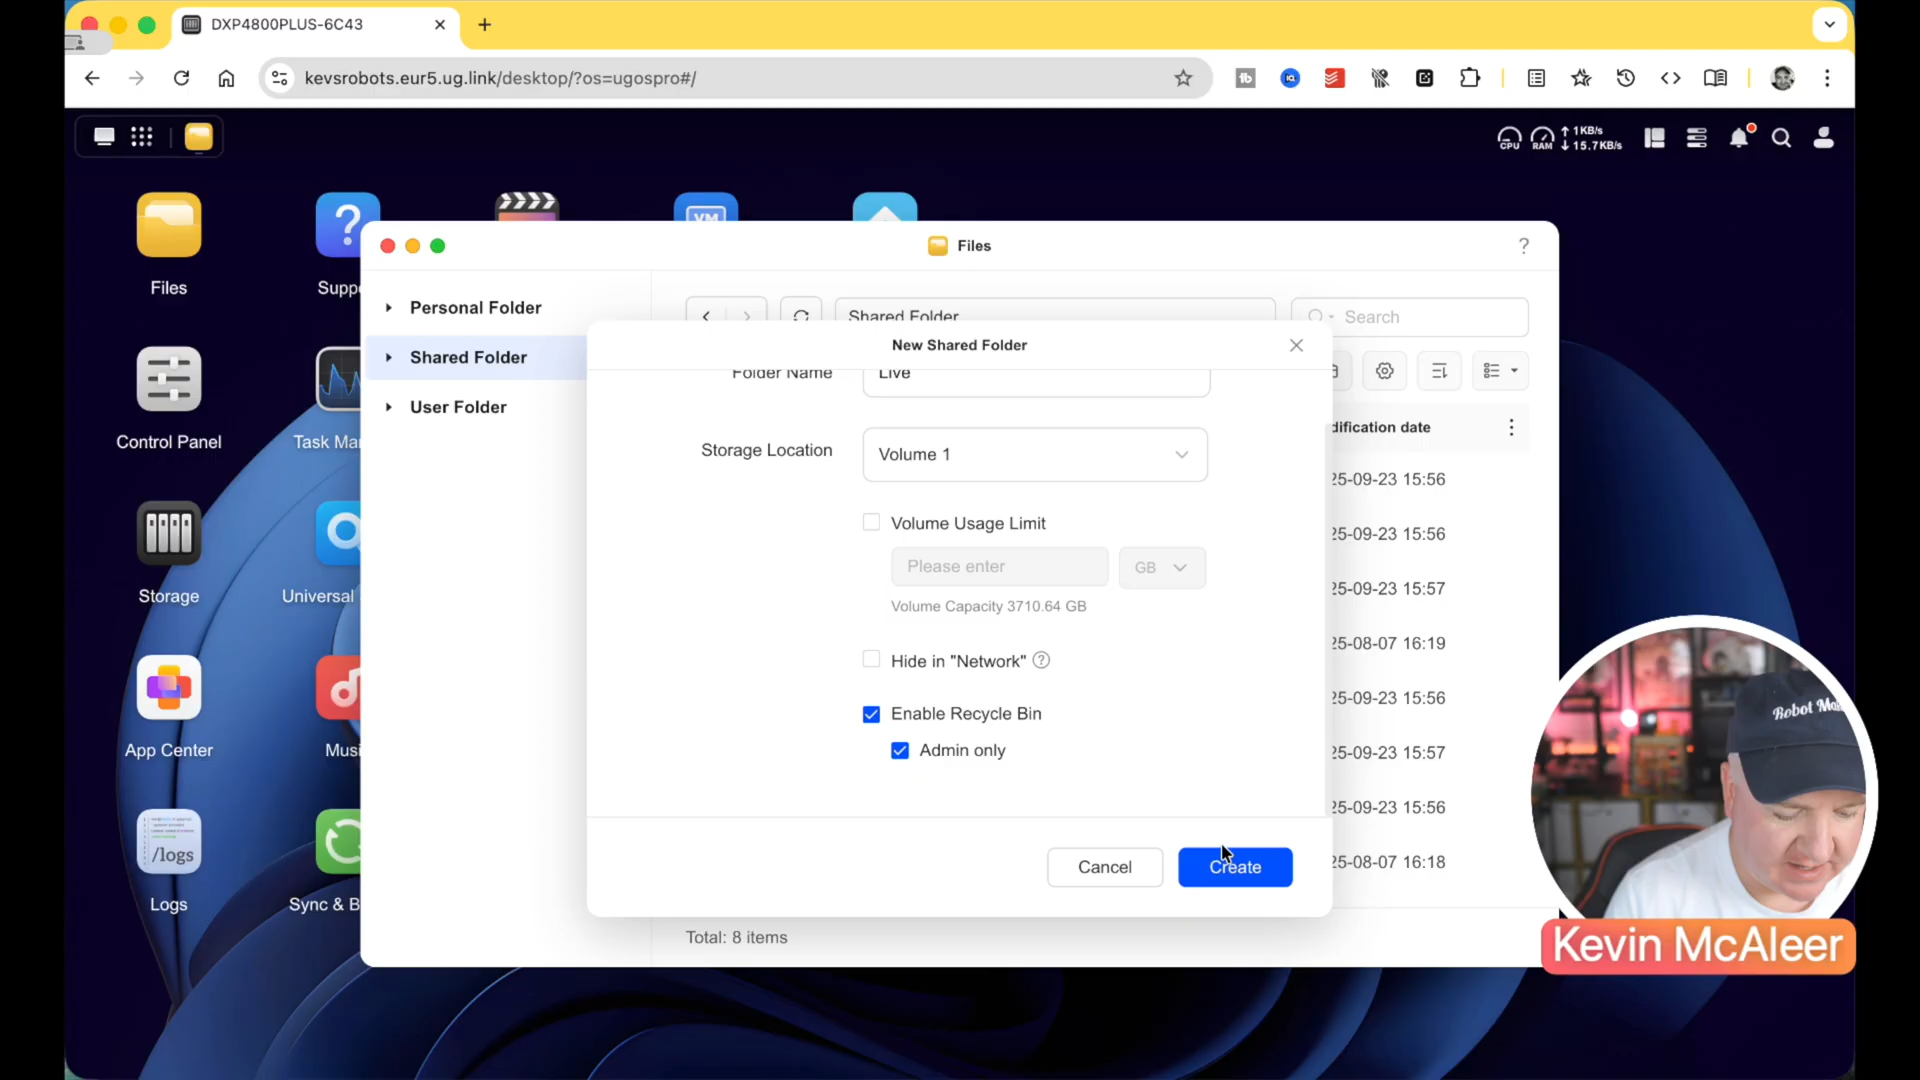 DXP4800PLUS-6C43
kevsrobots.eur5.ug.link/desktop/?os=ugospro#/
CPU
RAM
1KB/s
15.7KB/s
VM
Files
Files
Search
Supp
Personal Folder
Shared Folder
New Shared Folder
Shared Folder
Folder Name
Live
User Folder
dification date
Control Panel
Task Ma
Storage Location
Volume 1
25-09-23 15:56
Volume Usage Limit
25-09-23 15:56
Please enter
GB
Storage
Universal
Volume Capacity 3710.64 GB
25-09-23 15:57
25-08-07 16:19
Hide in "Network"
25-09-23 15:56
Enable Recycle Bin
Robot Ma
App Center
Musi
Admin only
25-09-23 15:57
25-09-23 15:56
/logs
Cancel
Create
25-08-07 16:18
Logs
Sync & B
Total: 8 items
Kevin McAleer